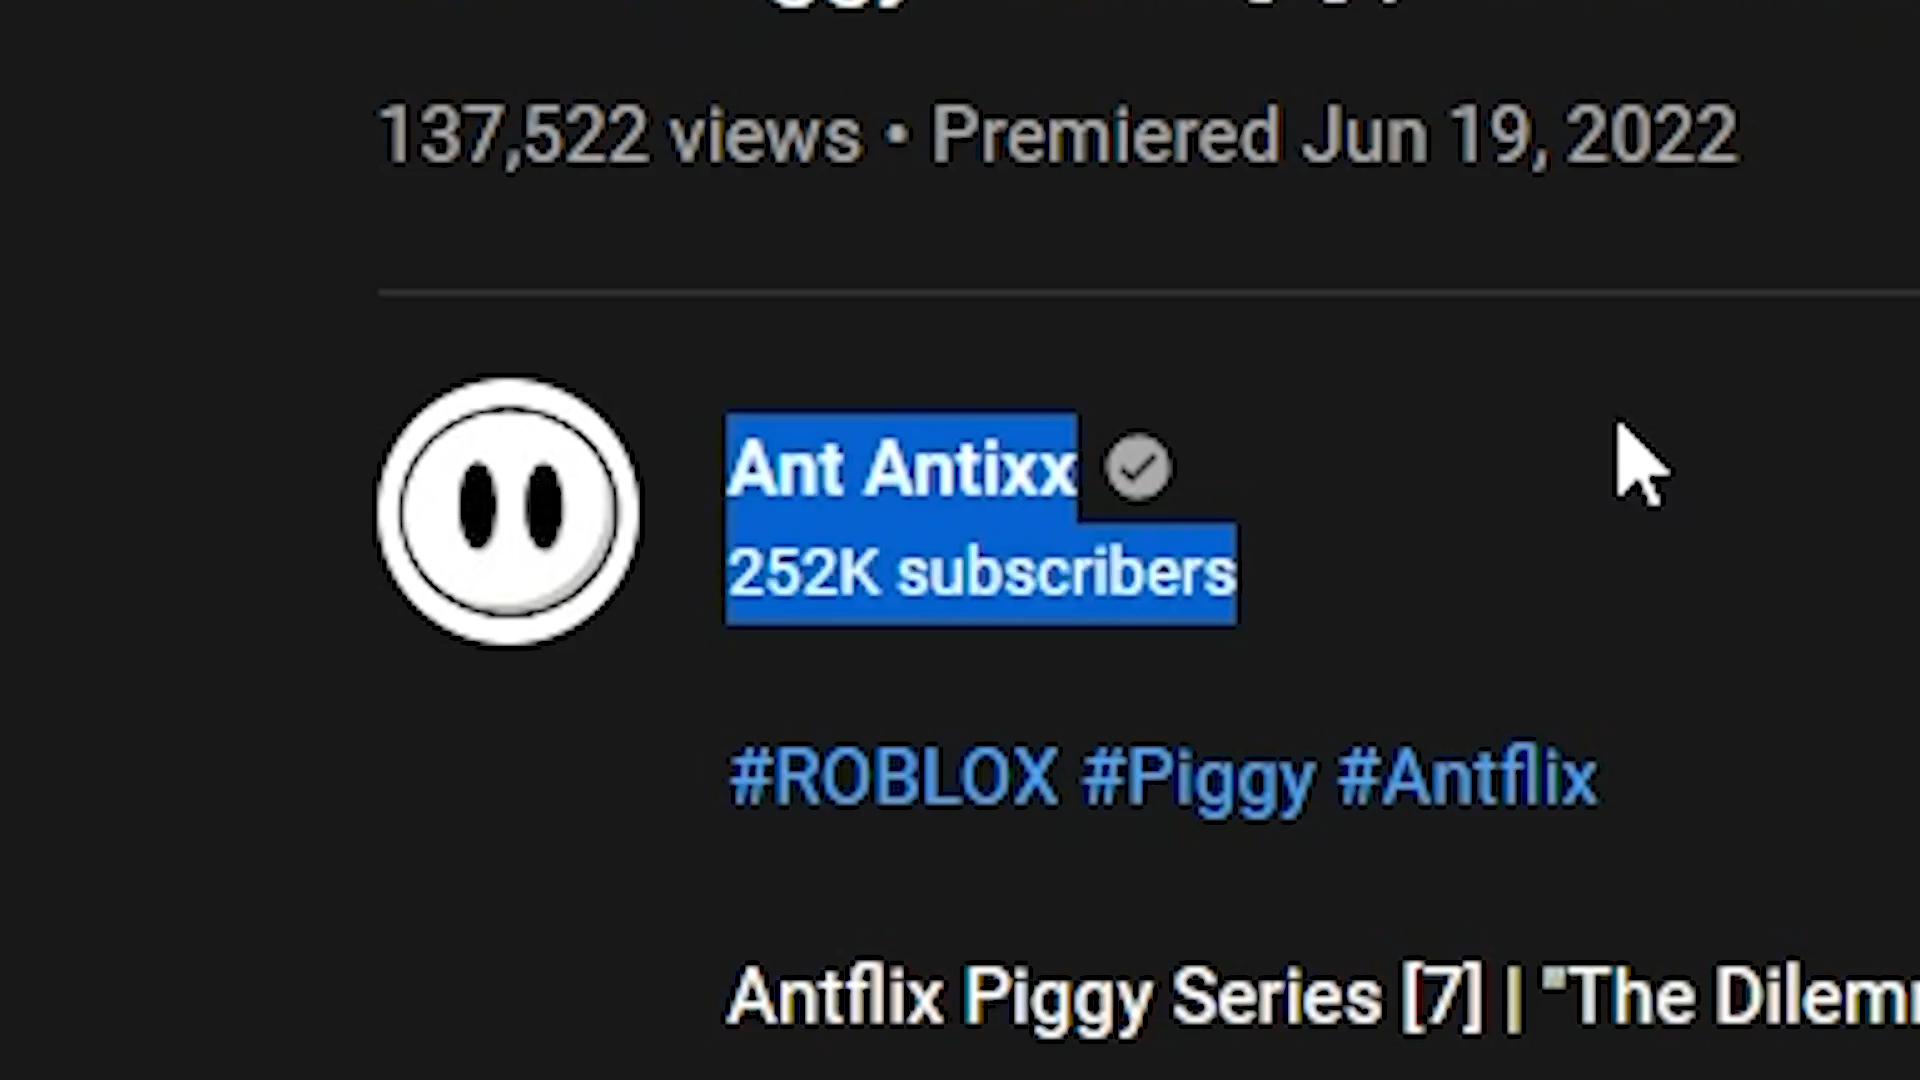 137,522 views • Premiered Jun 19, 2022
Ant Antixx
252K subscribers
#ROBLOX #Piggy #Antflix
Antflix Piggy Series [7] | "The